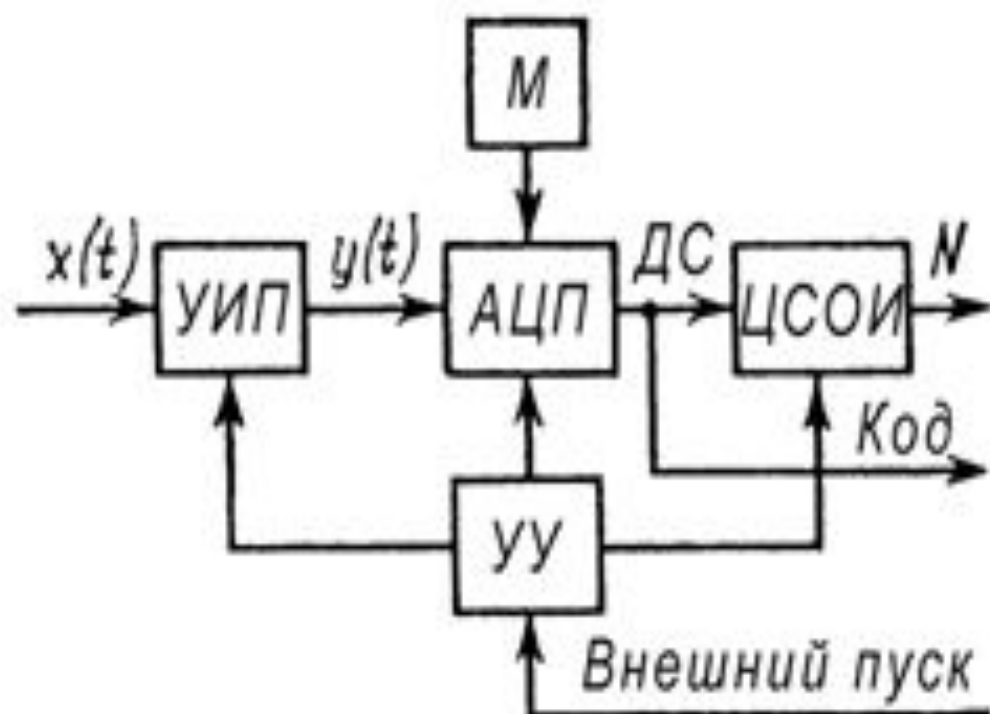 М
x(t)
УИП
y(t)
АЦП
ДС
ЦСОИ
N
Код
УУ
Внешний пуск